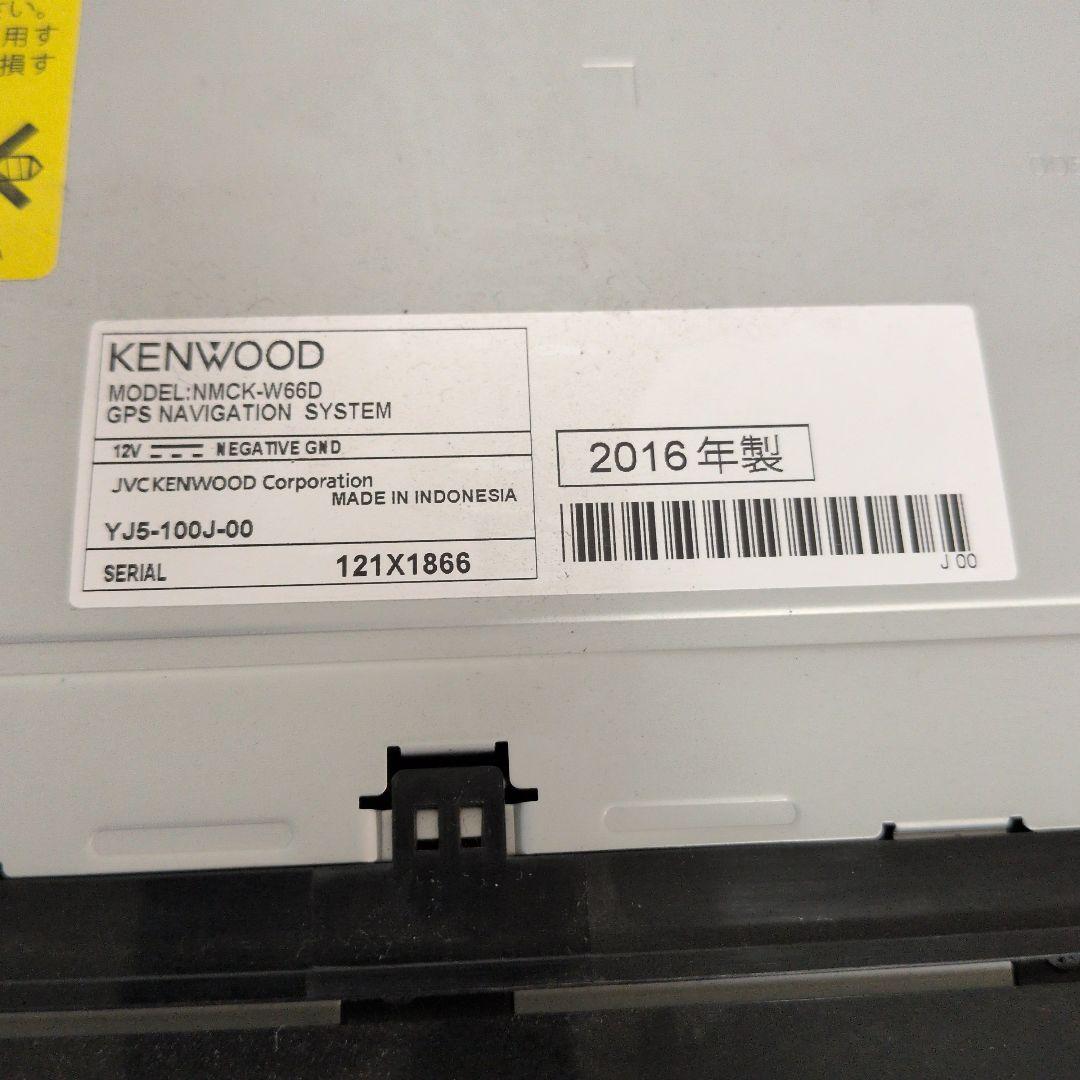 さい。
用す
損す
KENWOOD
MODEL:NMCK-W66D
GPS NAVIGATION SYSTEM
12V NEGATIVE GND
JVCKENWOOD Corporation
MADE IN INDONESIA
YJ5-100J-00
SERIAL 121X1866
2016年製
J 00